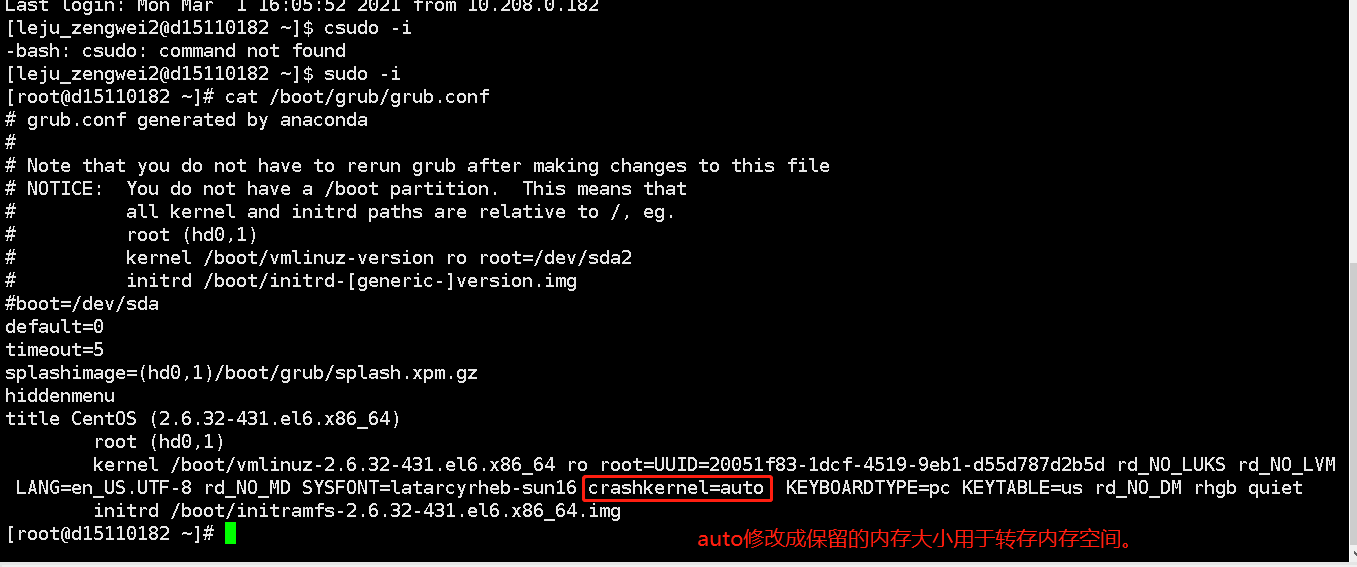 Last login: Mon Mar  1 16:05:52 2021 from 10.208.0.182
[leju_zengwei2@d15110182 ~]$ csudo -i
-bash: csudo: command not found
[leju_zengwei2@d15110182 ~]$ sudo -i
[root@d15110182 ~]# cat /boot/grub/grub.conf
# grub.conf generated by anaconda
#
# Note that you do not have to rerun grub after making changes to this file
# NOTICE:  You do not have a /boot partition.  This means that
#          all kernel and initrd paths are relative to /, eg.
#          root (hd0,1)
#          kernel /boot/vmlinuz-version ro root=/dev/sda2
#          initrd /boot/initrd-[generic-]version.img
#boot=/dev/sda
default=0
timeout=5
splashimage=(hd0,1)/boot/grub/splash.xpm.gz
hiddenmenu
title CentOS (2.6.32-431.el6.x86_64)
        root (hd0,1)
        kernel /boot/vmlinuz-2.6.32-431.el6.x86_64 ro root=UUID=20051f83-1dcf-4519-9eb1-d55d787d2b5d rd_NO_LUKS rd_NO_LVM
 LANG=en_US.UTF-8 rd_NO_MD SYSFONT=latarcyrheb-sun16 crashkernel=auto  KEYBOARDTYPE=pc KEYTABLE=us rd_NO_DM rhgb quiet
        initrd /boot/initramfs-2.6.32-431.el6.x86_64.img
[root@d15110182 ~]#
auto修改成保留的内存大小用于转存内存空间。